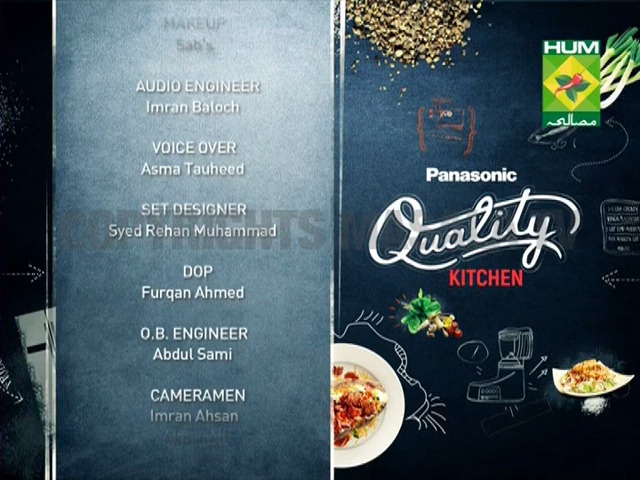 MAKEUP
Sab's
AUDIO ENGINEER
Imran Baloch
VOICE OVER
Asma Tauheed
SET DESIGNER
Syed Rehan Muhammad
DOP
Furqan Ahmed
O.B. ENGINEER
Abdul Sami
CAMERAMEN
Imran Ahsan
HUM
مصالحہ
Panasonic
Quality
KITCHEN